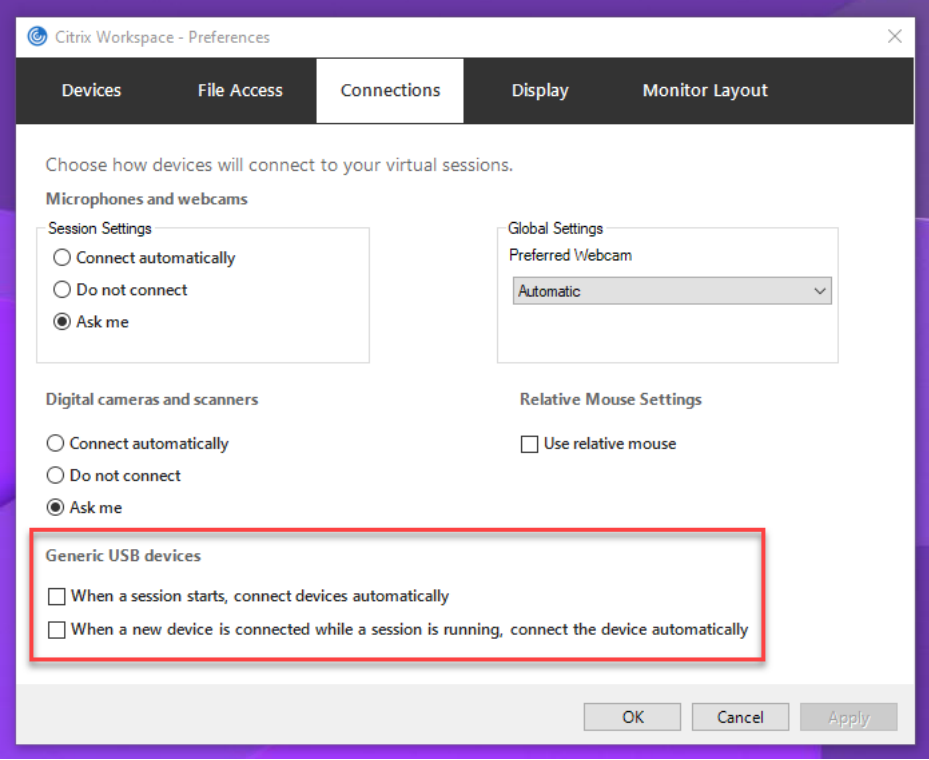 Citrix Workspace - Preferences
Devices File Access Connections Display Monitor Layout
Choose how devices will connect to your virtual sessions.
Microphones and webcams
Session Settings
Connect automatically
Do not connect
Ask me
Global Settings
Preferred Webcam
Automatic
Digital cameras and scanners
Connect automatically
Do not connect
Ask me
Relative Mouse Settings
Use relative mouse
Generic USB devices
When a session starts, connect devices automatically
When a new device is connected while a session is running, connect the device automatically
OK Cancel Apply